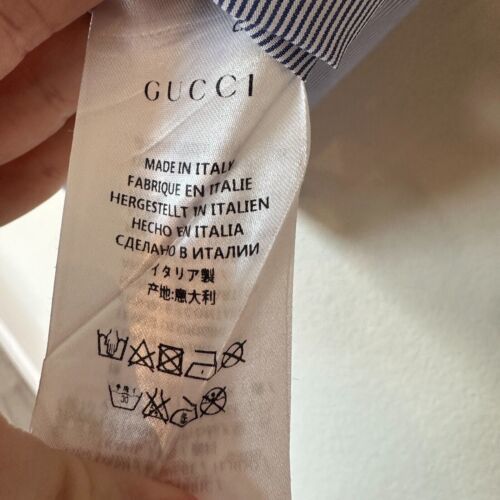 GUCCI
MADE IN ITALY
FABRIQUE EN ITALIE
HERGESTELLT IN ITALIEN
HECHO EN ITALIA
СДЕЛАНО В ИТАЛИИ
イタリア製
产地:意大利
30